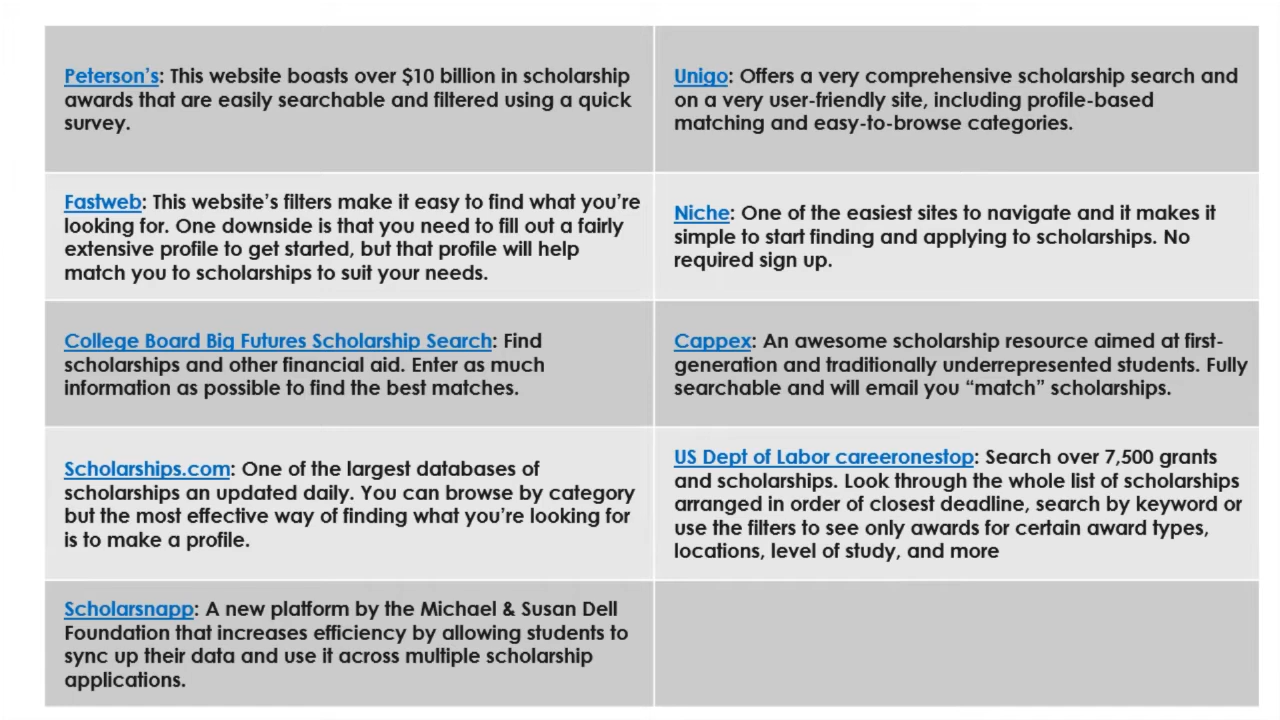 Peterson's: This website boasts over $10 billion in scholarship
awards that are easily searchable and filtered using a quick
survey.
Unigo: Offers a very comprehensive scholarship search and
on a very user-friendly site, including profile-based
matching and easy-to-browse categories.
Fastweb: This website's filters make it easy to find what you're
looking for. One downside is that you need to fill out a fairly
extensive profile to get started, but that profile will help
match you to scholarships to suit your needs.
Niche: One of the easiest sites to navigate and it makes it
simple to start finding and applying to scholarships. No
required sign up.
College Board Big Futures Scholarship Search: Find
scholarships and other financial aid. Enter as much
information as possible to find the best matches.
Cappex: An awesome scholarship resource aimed at first-
generation and traditionally underrepresented students. Fully
searchable and will email you "match" scholarships.
Scholarships.com: One of the largest databases of
scholarships an updated daily. You can browse by category
but the most effective way of finding what you're looking for
is to make a profile.
US Dept of Labor careeronestop: Search over 7,500 grants
and scholarships. Look through the whole list of scholarships
arranged in order of closest deadline, search by keyword or
use the filters to see only awards for certain award types,
locations, level of study, and more
Scholarsnapp: A new platform by the Michael & Susan Dell
Foundation that increases efficiency by allowing students to
sync up their data and use it across multiple scholarship
applications.